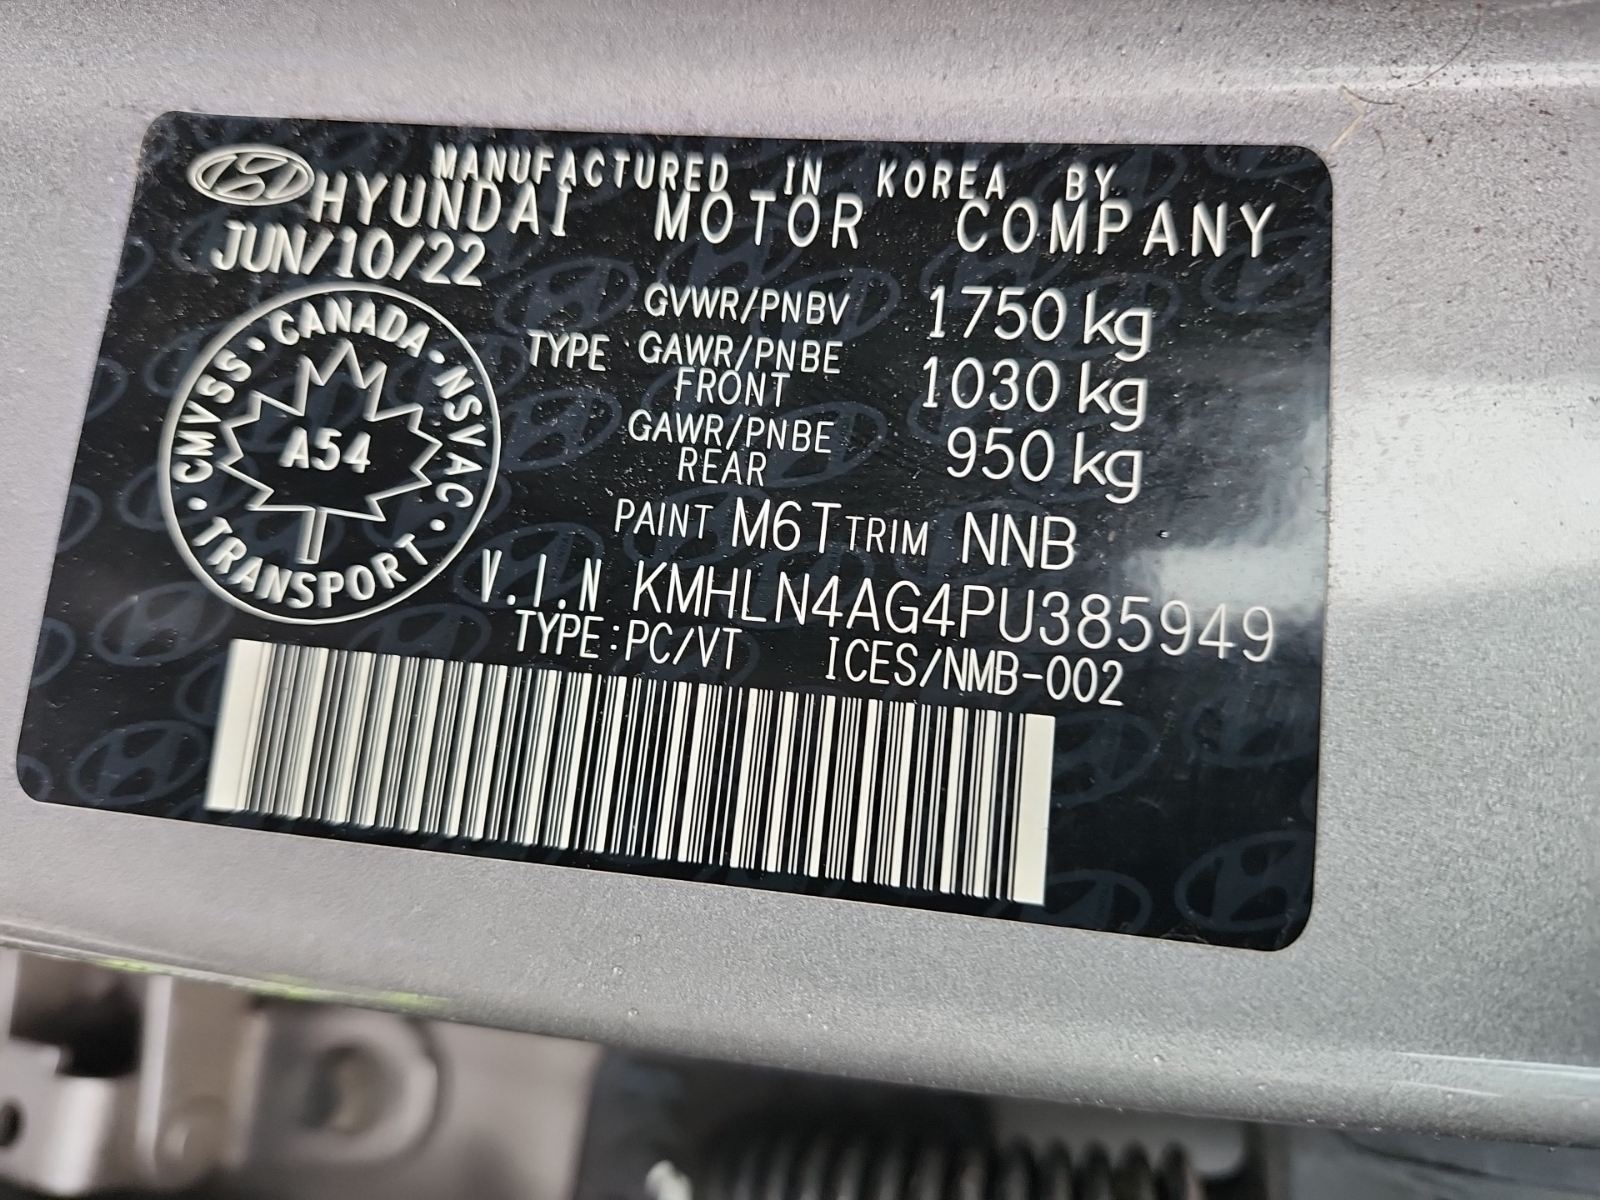 MANUFACTURED IN KOREA BY
HYUNDAI MOTOR COMPANY
JUN/10/22
CMVSS · CANADA · NSVAC · TRANSPORT ·
A54
GVWR/PNBV 1750 kg
TYPE GAWR/PNBE FRONT 1030 kg
GAWR/PNBE REAR 950 kg
PAINT M6T TRIM NNB
V.I.N KMHLN4AG4PU385949
TYPE:PC/VT ICES/NMB-002